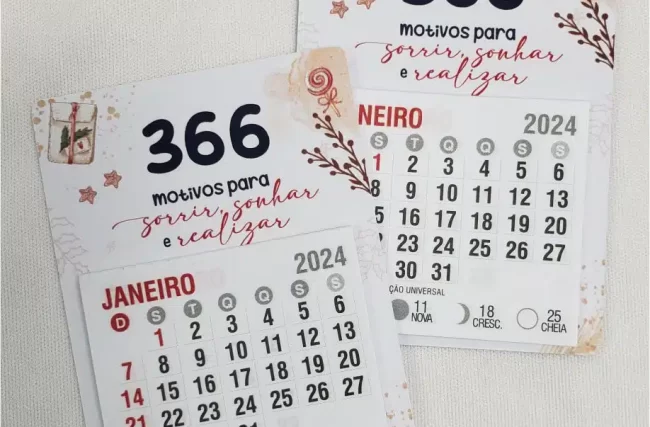 366
motivos para
sorrir, sonhar
e realizar
JANEIRO 2024
D S T Q Q S S
1 2 3 4 5 6
7 8 9 10 11 12 13
14 15 16 17 18 19 20
21 22 23 24 25 26 27
31
motivos para
sorrir, sonhar
e realizar
NEIRO 2024
S T Q Q S S
1 2 3 4 5 6
8 9 10 11 12 13
5 16 17 18 19 20
23 24 25 26 27
30 31
ÇÃO UNIVERSAL
11 NOVA 18 CRESC. 25 CHEIA